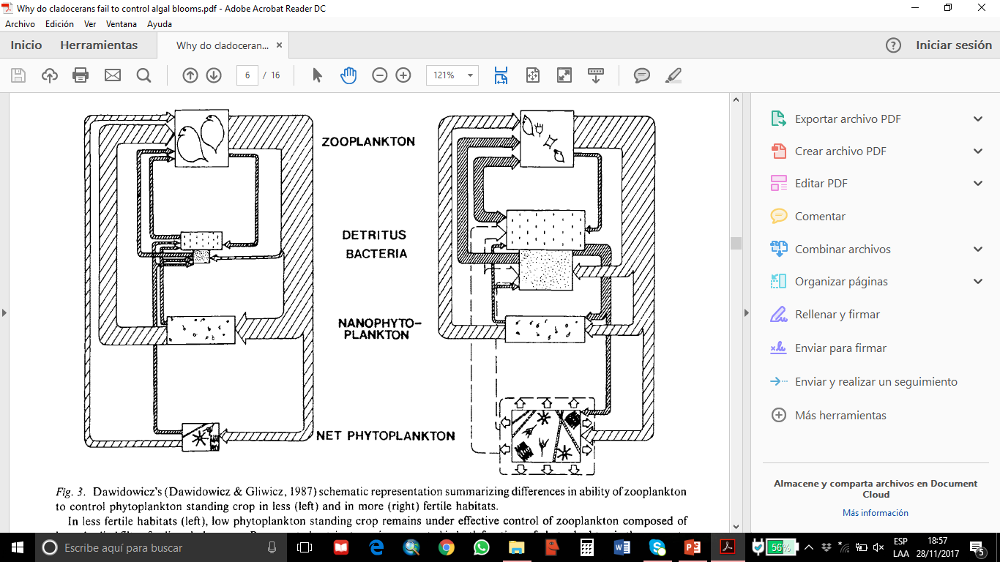 Why do cladocerans fail to control algal blooms.pdf - Adobe Acrobat Reader DC
Archivo Edición Ver Ventana Ayuda
Inicio Herramientas Why do cladoceran... × Iniciar sesión
6 / 16 121%
ZOOPLANKTON
DETRITUS
BACTERIA
NANOPHYTO-
PLANKTON
NET PHYTOPLANKTON
Fig. 3. Dawidowicz's (Dawidowicz & Gliwicz, 1987) schematic representation summarizing differences in ability of zooplankton
to control phytoplankton standing crop in less (left) and in more (right) fertile habitats.
In less fertile habitats (left), low phytoplankton standing crop remains under effective control of zooplankton composed of
Exportar archivo PDF
Crear archivo PDF
Editar PDF
Comentar
Combinar archivos
Organizar páginas
Rellenar y firmar
Enviar para firmar
Enviar y realizar un seguimiento
Más herramientas
Almacene y comparta archivos en Document
Cloud
Más información
Escribe aquí para buscar
56%
ESP
LAA
18:57
28/11/2017
5